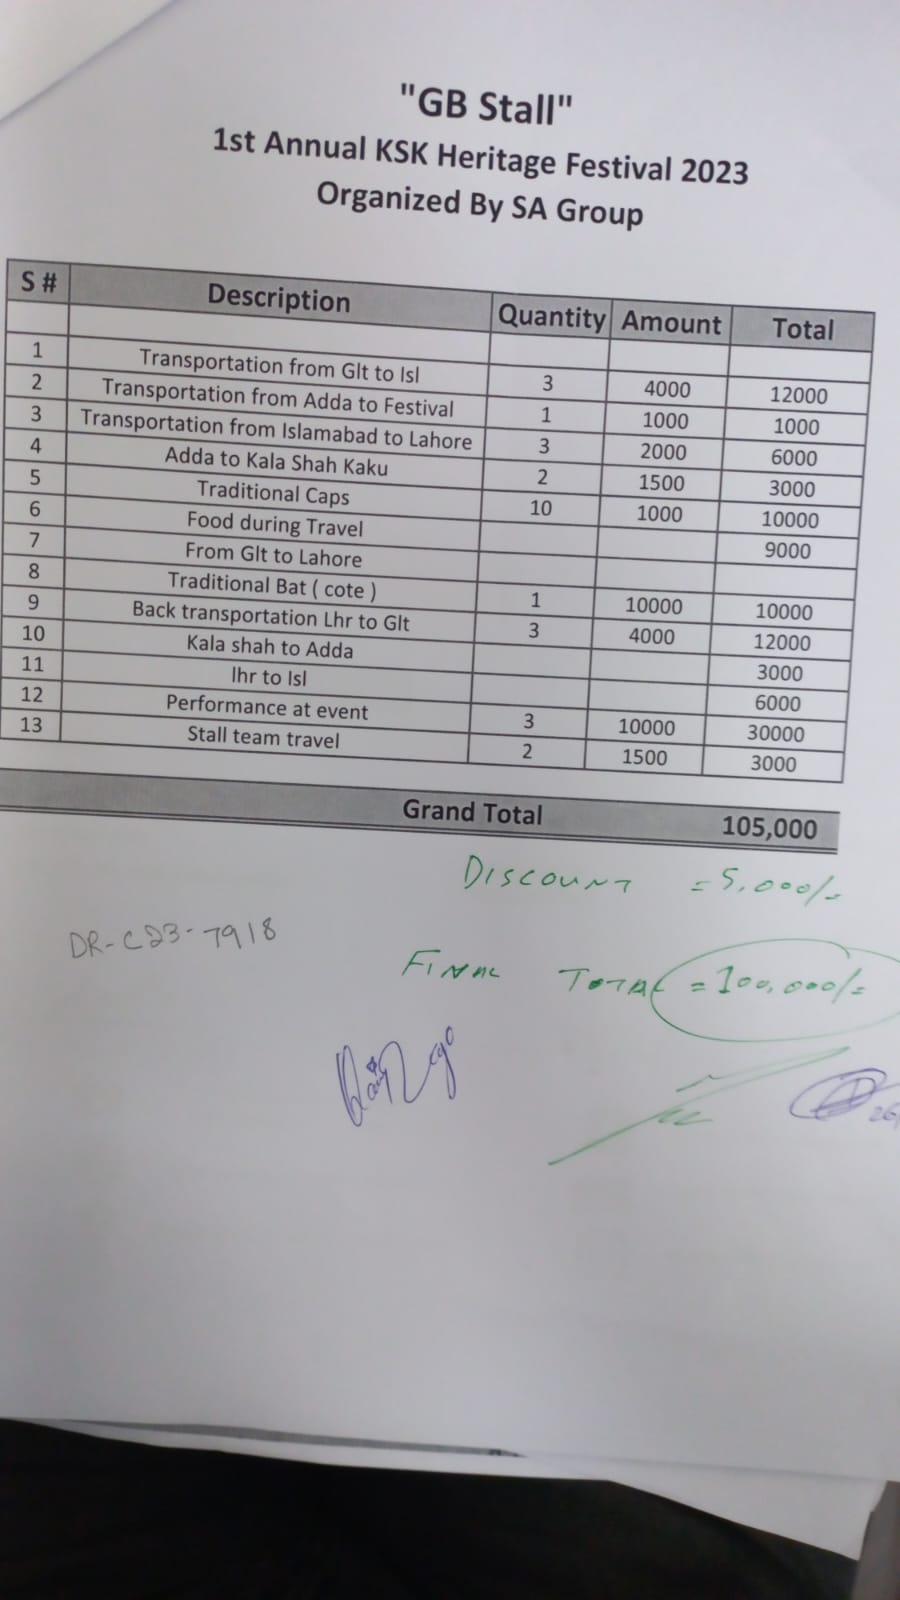 "GB Stall"
1st Annual KSK Heritage Festival 2023
Organized By SA Group
S # Description Quantity Amount Total
1 Transportation from Glt to Isl 3 4000 12000
2 Transportation from Adda to Festival 1 1000 1000
3 Transportation from Islamabad to Lahore 3 2000 6000
4 Adda to Kala Shah Kaku 2 1500 3000
5 Traditional Caps 10 1000 10000
6 Food during Travel 9000
7 From Glt to Lahore
8 Traditional Bat ( cote ) 1 10000 10000
9 Back transportation Lhr to Glt 3 4000 12000
10 Kala shah to Adda 3000
11 lhr to Isl 6000
12 Performance at event 3 10000 30000
13 Stall team travel 2 1500 3000
Grand Total 105,000
DISCOUNT = 5,000/-
DR-C23-7918
FINAL TOTAL = 100,000/-